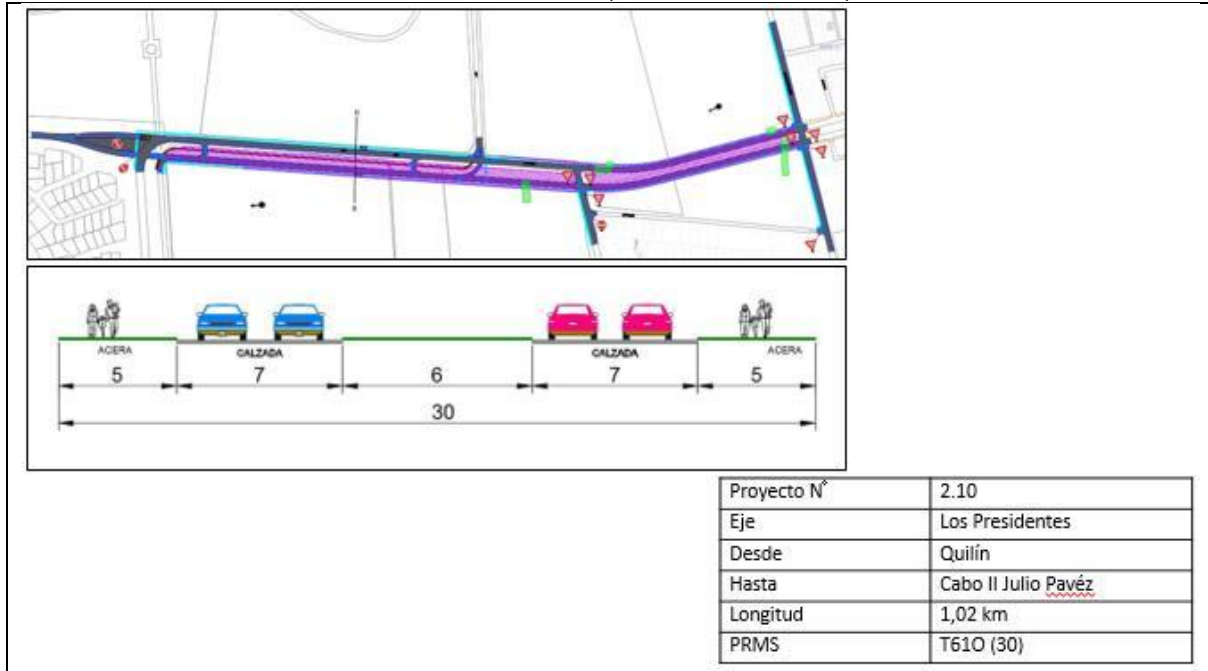 ACERA
CALZADA
CALZADA
ACERA
5
7
6
7
5
30
Proyecto N°
2.10
Eje
Los Presidentes
Desde
Quilín
Hasta
Cabo II Julio Pavéz
Longitud
1,02 km
PRMS
T61O (30)